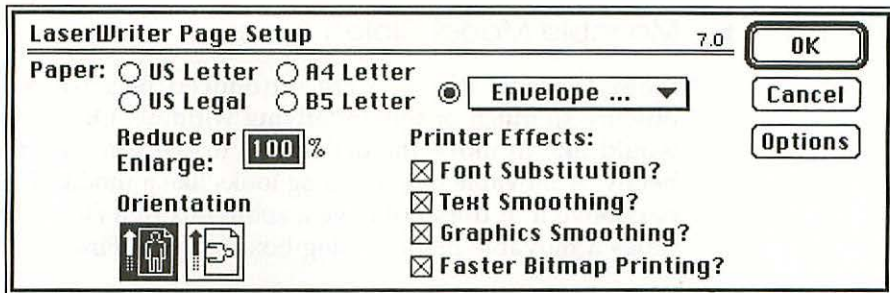 LaserWriter Page Setup 7.0 OK
Paper: US Letter A4 Letter
US Legal B5 Letter Envelope ... Cancel
Reduce or Enlarge: 100 % Printer Effects: Options
Font Substitution?
Orientation Text Smoothing?
Graphics Smoothing?
Faster Bitmap Printing?